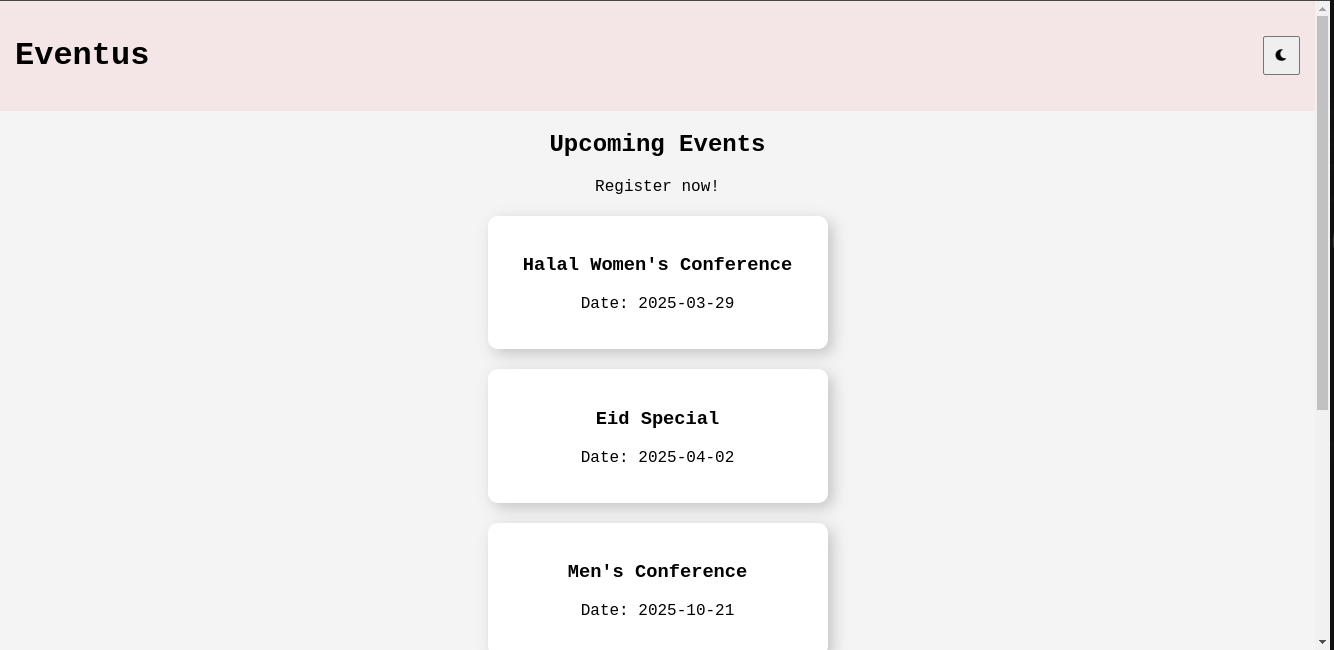 Eventus
Upcoming Events
Register now!
Halal Women's Conference
Date: 2025-03-29
Eid Special
Date: 2025-04-02
Men's Conference
Date: 2025-10-21